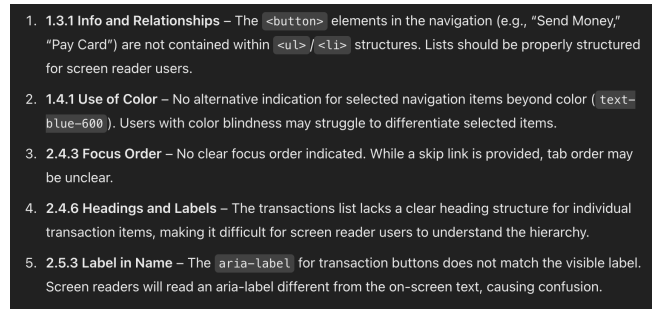 1. 1.3.1 Info and Relationships – The <button> elements in the navigation (e.g., “Send Money,”
“Pay Card”) are not contained within <ul> / <li> structures. Lists should be properly structured
for screen reader users.
2. 1.4.1 Use of Color – No alternative indication for selected navigation items beyond color ( text-
blue-600 ). Users with color blindness may struggle to differentiate selected items.
3. 2.4.3 Focus Order – No clear focus order indicated. While a skip link is provided, tab order may
be unclear.
4. 2.4.6 Headings and Labels – The transactions list lacks a clear heading structure for individual
transaction items, making it difficult for screen reader users to understand the hierarchy.
5. 2.5.3 Label in Name – The aria-label for transaction buttons does not match the visible label.
Screen readers will read an aria-label different from the on-screen text, causing confusion.